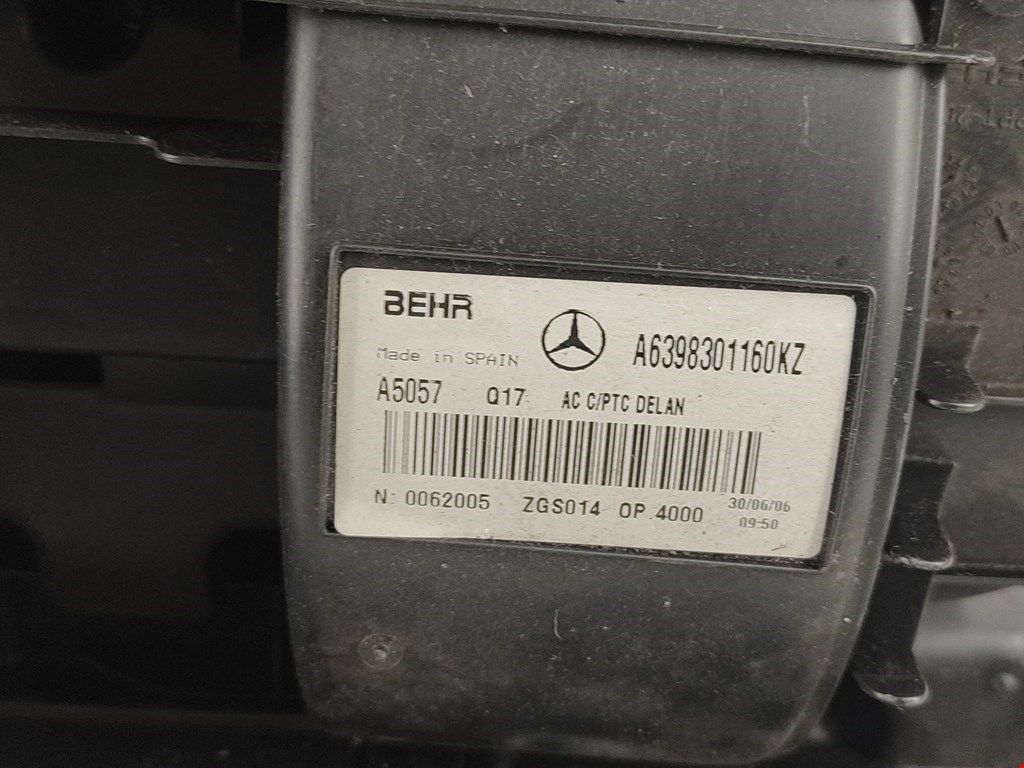 BEHR
Made in SPAIN
A6398301160KZ
A5057 Q17 AC C/PTC DELAN
N: 0062005 ZGS014 OP.4000 30/06/06
09:50